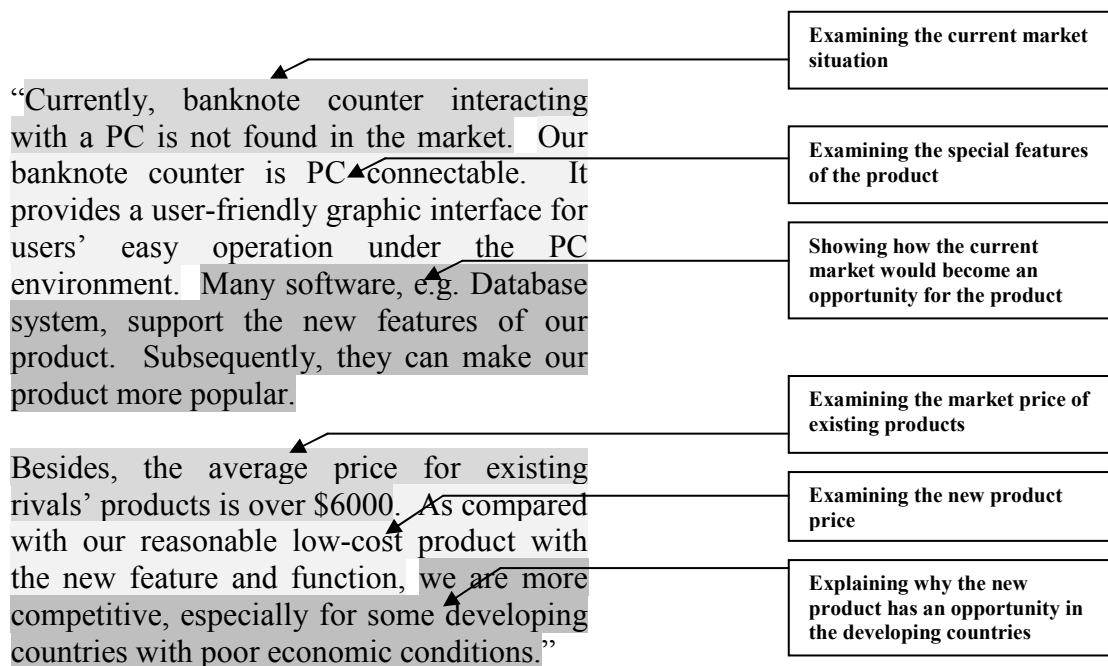 Examining the current market
situation
“Currently, banknote counter interacting
with a PC is not found in the market. Our
banknote counter is PC connectable. It
provides a user-friendly graphic interface for
users’ easy operation under the PC
environment. Many software, e.g. Database
system, support the new features of our
product. Subsequently, they can make our
product more popular.
Examining the special features
of the product
Showing how the current
market would become an
opportunity for the product
Besides, the average price for existing
rivals’ products is over $6000. As compared
with our reasonable low-cost product with
the new feature and function, we are more
competitive, especially for some developing
countries with poor economic conditions.”
Examining the market price of
existing products
Examining the new product
price
Explaining why the new
product has an opportunity in
the developing countries